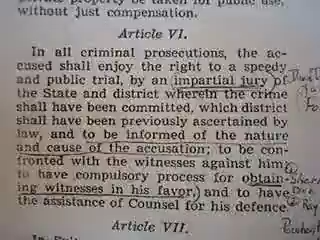 private property be taken for public use,
without just compensation.
Article VI.
In all criminal prosecutions, the ac-
cused shall enjoy the right to a speedy
and public trial, by an impartial jury of
the State and district wherein the crime
shall have been committed, which district
shall have been previously ascertained by
law, and to be informed of the nature
and cause of the accusation; to be con-
fronted with the witnesses against him;
to have compulsory process for obtain-
ing witnesses in his favor, and to have
the assistance of Counsel for his defence.
Ray
Article VII.